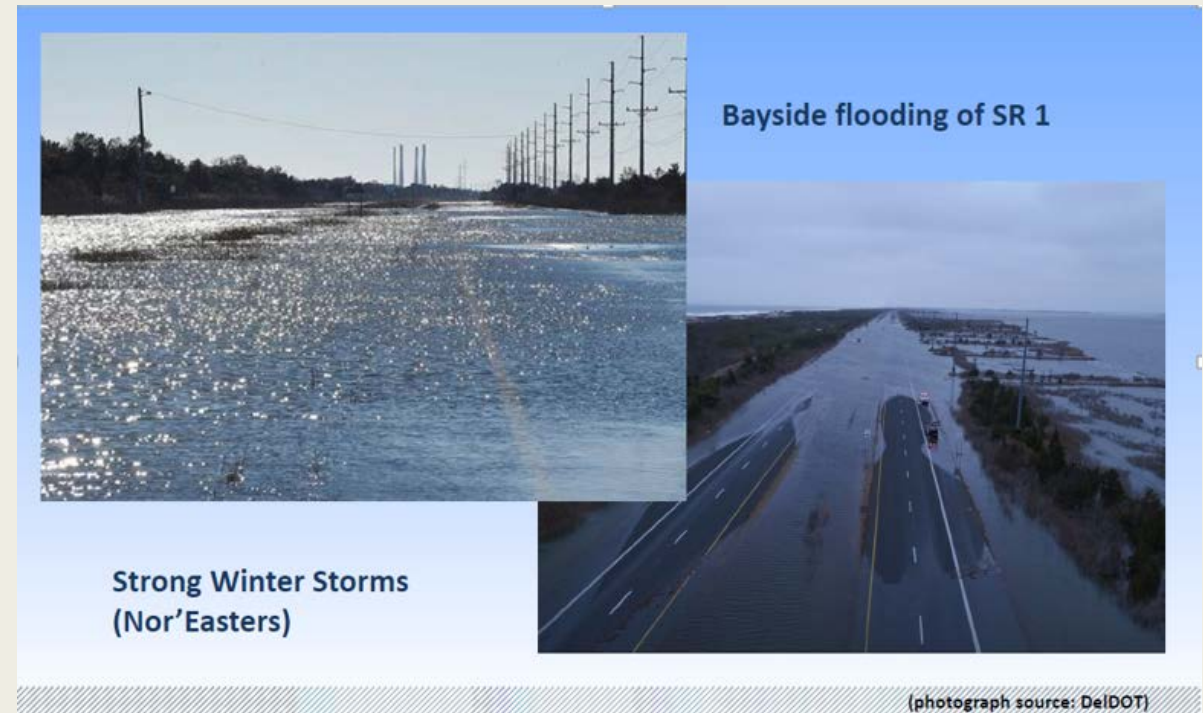 Bayside flooding of SR 1
Strong Winter Storms
(Nor’Easters)
(photograph source: DelDOT)